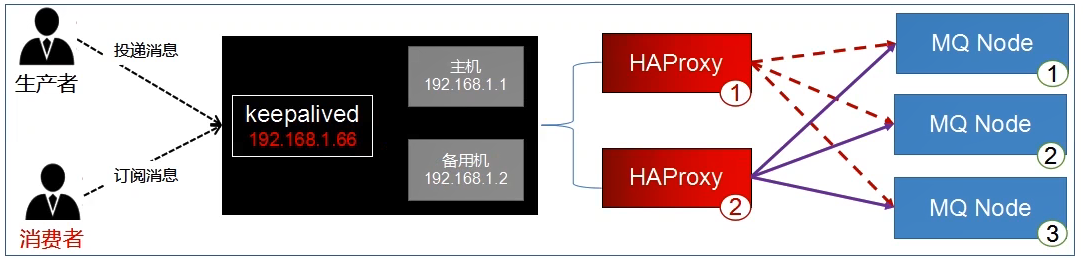 生产者
投递消息
消费者
订阅消息
keepalived
192.168.1.66
主机
192.168.1.1
备用机
192.168.1.2
HAProxy
1
HAProxy
2
MQ Node
1
MQ Node
2
MQ Node
3